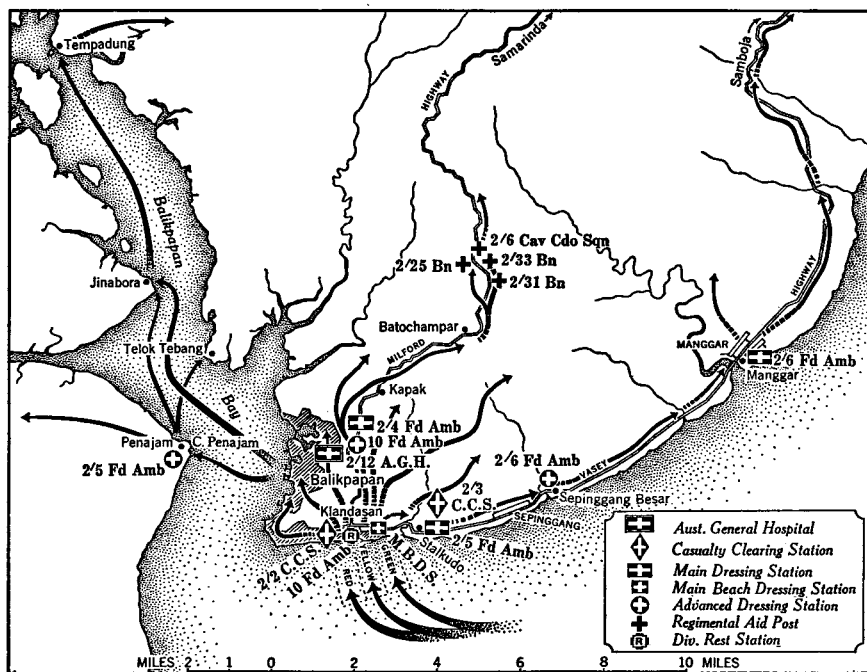 Tempadung
Samarinda
HIGHWAY
Samboja
Balikpapan
Bay
2/6 Cav Cdo Sqn
2/25 Bn
2/33 Bn
2/31 Bn
Jinabora
Batochampar
HIGHWAY
Telok Tebang
MILFORD
MANGGAR
2/6 Fd Amb
Manggar
Kapak
2/4 Fd Amb
10 Fd Amb
Penajam
C. Penajam
2/5 Fd Amb
2/12 A.G.H.
Balikpapan
2/6 Fd Amb
VASEY
2/3
C.C.S.
Sepinggang Besar
Klandasan
SEPINGGANG
Stalkudo
2/5 Fd Amb
M.B.D.S.
2/2 C.C.S.
10 Fd Amb
RED
YELLOW
GREEN
Aust. General Hospital
Casualty Clearing Station
Main Dressing Station
Main Beach Dressing Station
Advanced Dressing Station
Regimental Aid Post
R Div. Rest Station
MILES 2 1 0 2 4 6 8 10 MILES